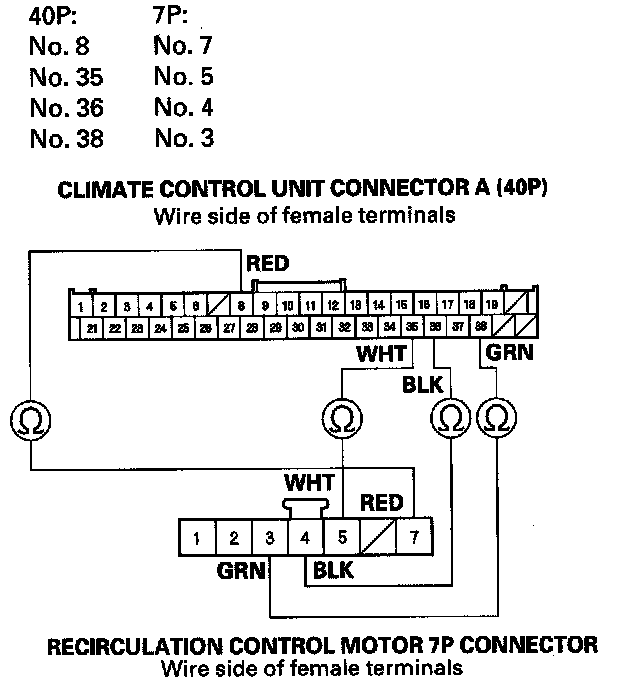 40P: 7P:
No. 8 No. 7
No. 35 No. 5
No. 36 No. 4
No. 38 No. 3
CLIMATE CONTROL UNIT CONNECTOR A (40P)
Wire side of female terminals
RED
1 2 3 4 5 6 8 9 10 11 12 13 14 15 16 17 18 19
21 22 23 24 25 26 27 28 29 30 31 32 33 34 35 36 37 38
WHT GRN
BLK
Ω Ω Ω Ω
WHT
RED
1 2 3 4 5 7
GRN BLK
RECIRCULATION CONTROL MOTOR 7P CONNECTOR
Wire side of female terminals